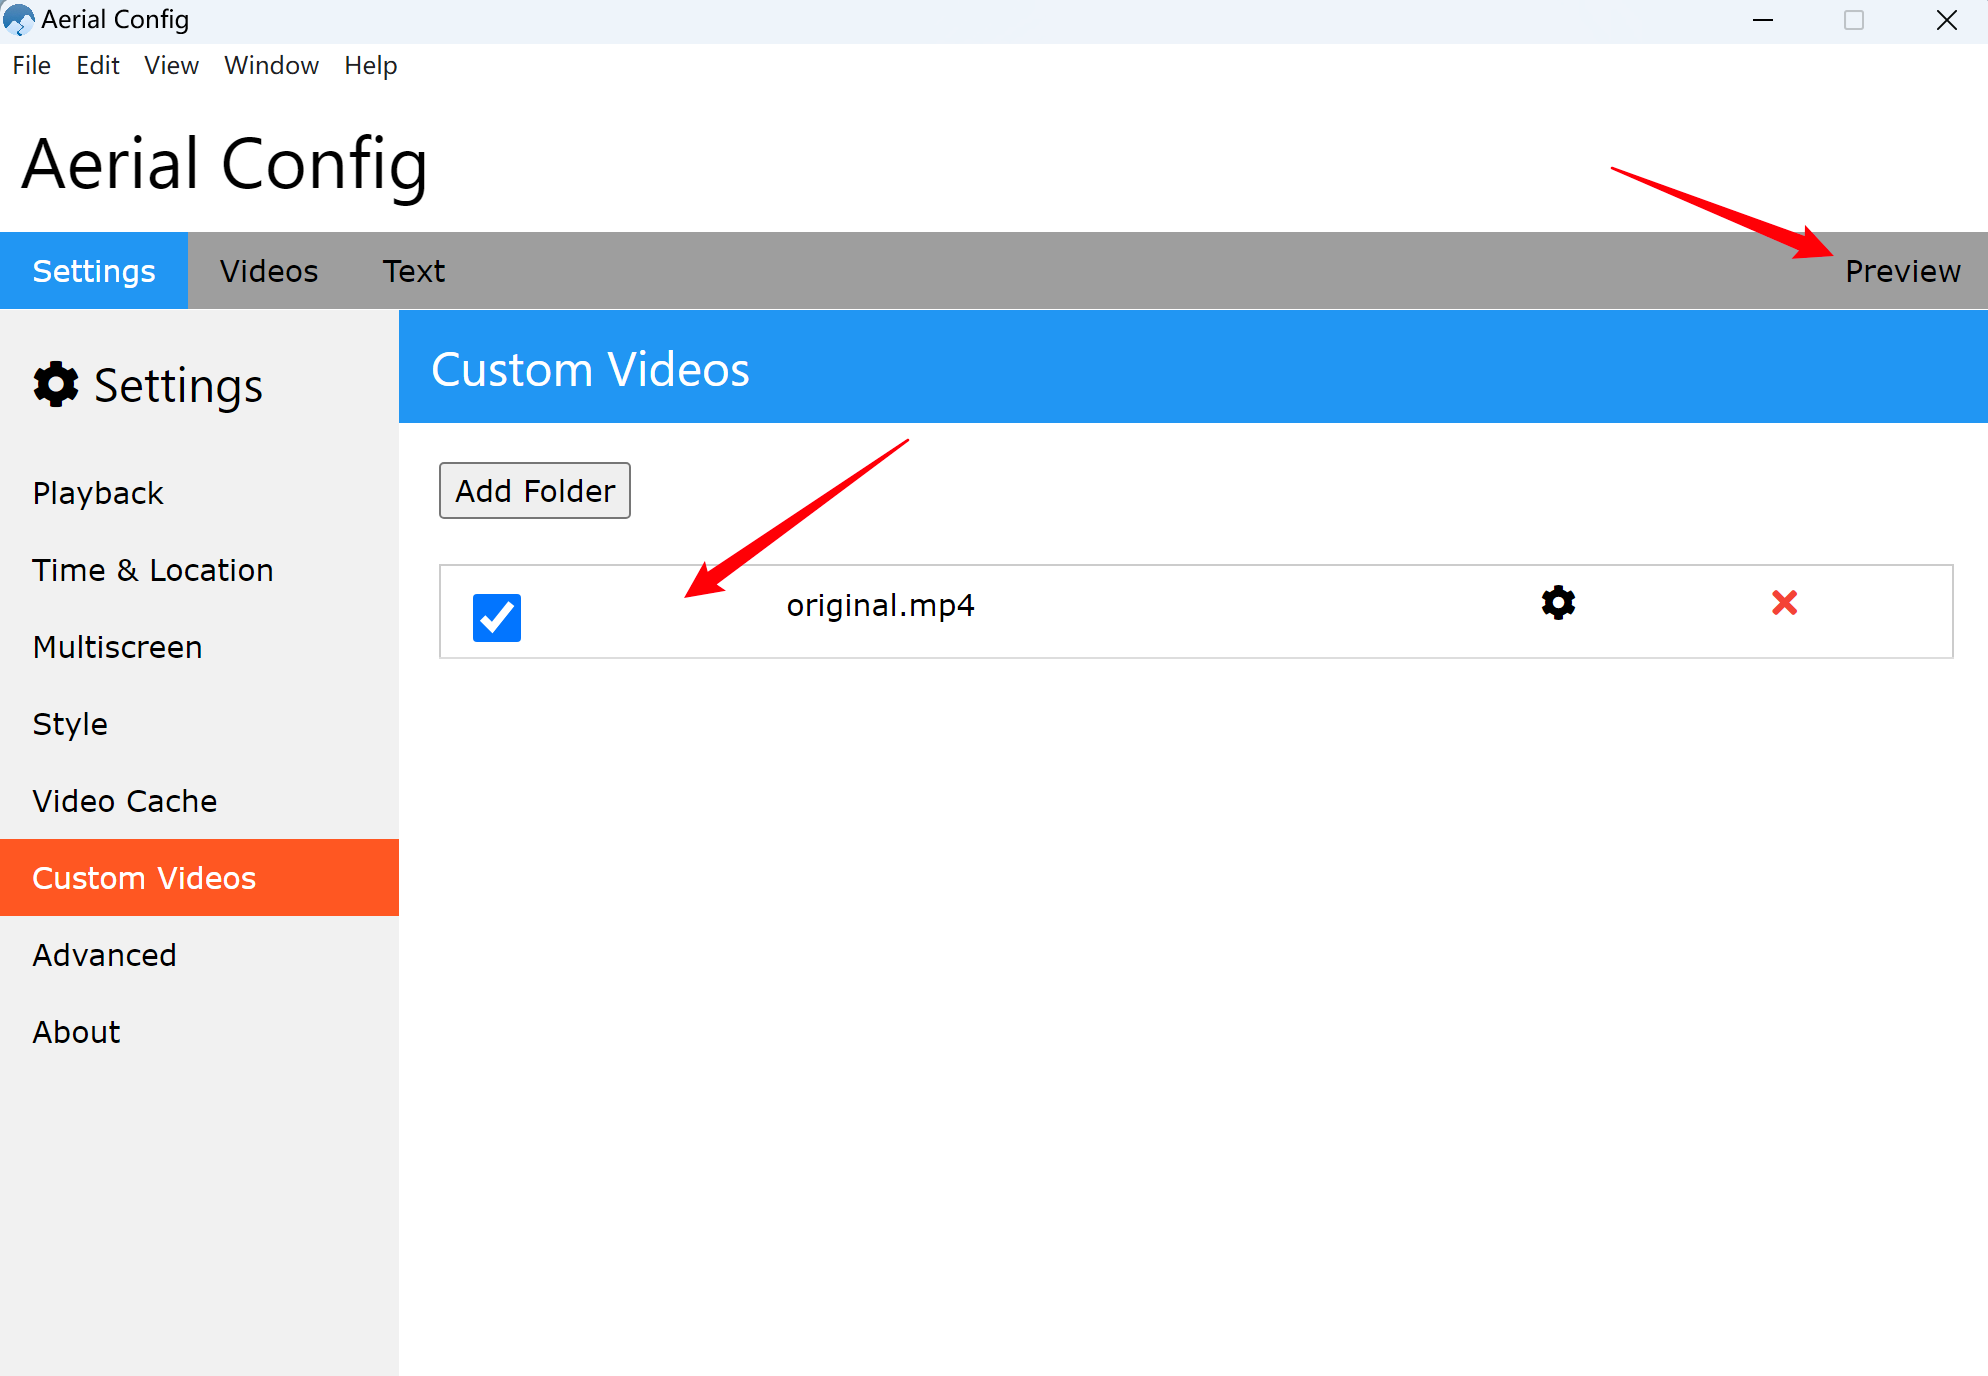 Aerial Config
File Edit View Window Help
Aerial Config
Settings Videos Text Preview
Settings
Playback
Time & Location
Multiscreen
Style
Video Cache
Custom Videos
Advanced
About
Custom Videos
Add Folder
original.mp4